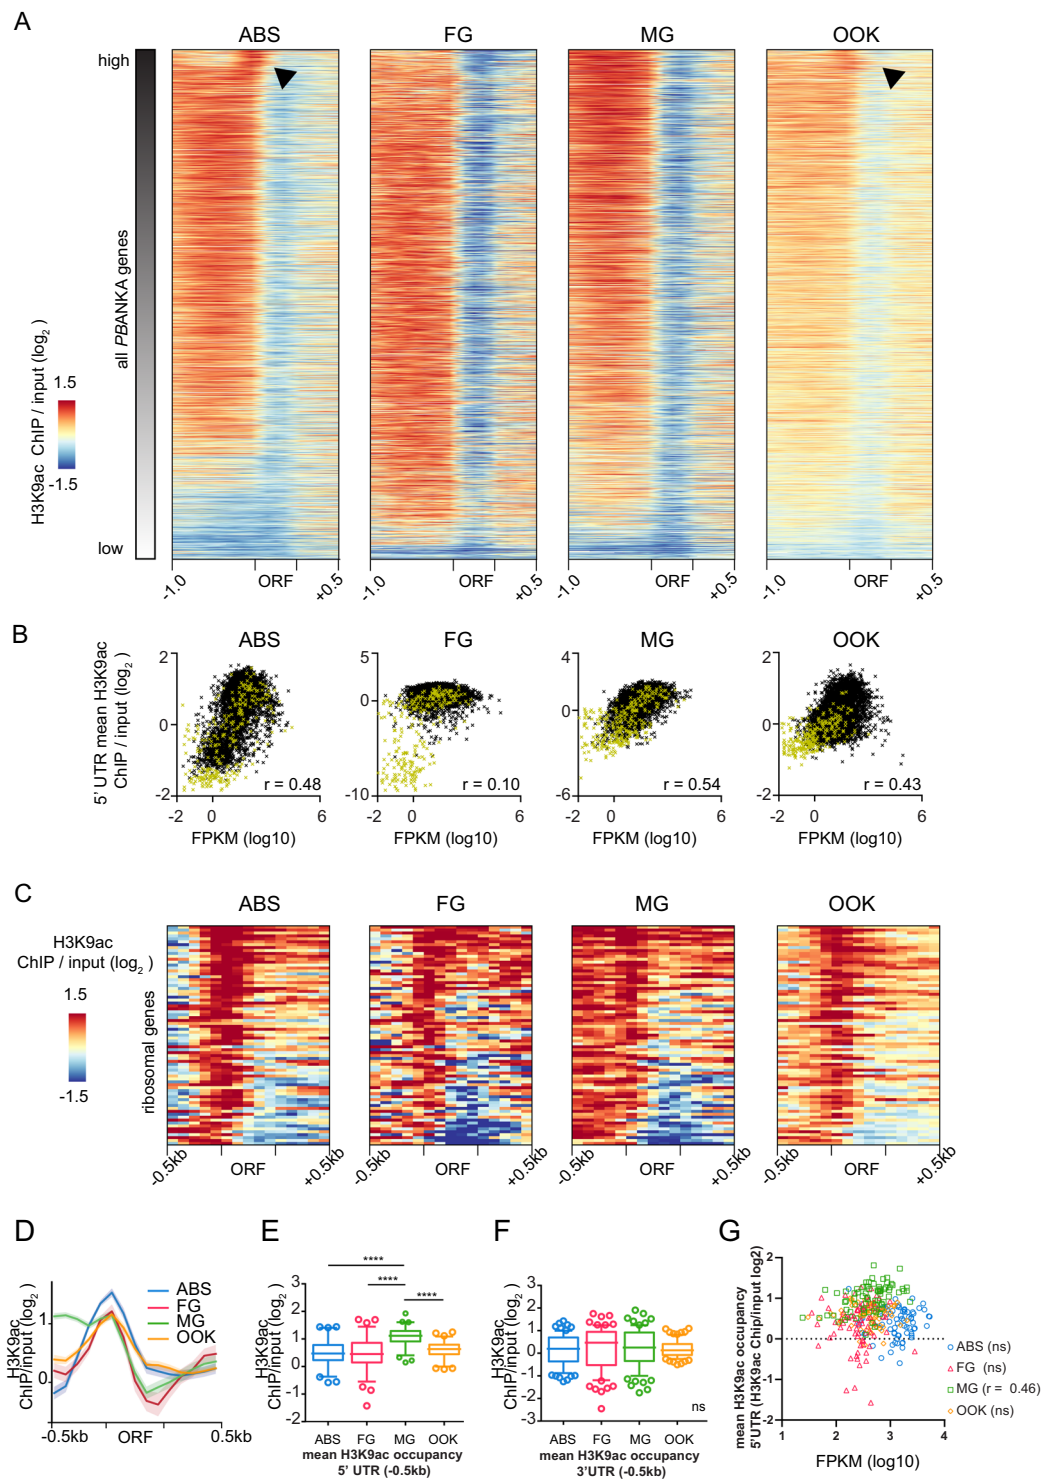 A
ABS FG MG OOK
high
all PBANKA genes
low
H3K9ac ChIP / input (log2 )
1.5
-1.5
-1.0 ORF +0.5
-1.0 ORF +0.5
-1.0 ORF +0.5
-1.0 ORF +0.5
B
ABS FG MG OOK
5' UTR mean H3K9ac
ChIP / input (log2 )
2
0
-2
r = 0.48
-2 0 6
FPKM (log10)
5
0
-10
r = 0.10
-2 0 6
FPKM (log10)
4
0
-6
r = 0.54
-2 0 6
FPKM (log10)
2
0
-2
r = 0.43
-2 0 6
FPKM (log10)
C
ABS FG MG OOK
H3K9ac
ChIP / input (log2 )
1.5
-1.5
ribosomal genes
-0.5kb ORF +0.5kb
-0.5kb ORF +0.5kb
-0.5kb ORF +0.5kb
-0.5kb ORF +0.5kb
D
H3K9ac
ChIP/input (log2 )
1
0
-0.5kb ORF 0.5kb
ABS
FG
MG
OOK
E
H3K9ac
ChIP/input (log2 )
3
2
1
0
-1
-2
****
****
****
ABS FG MG OOK
mean H3K9ac occupancy
5' UTR (-0.5kb)
F
H3K9ac
ChIP/input (log2 )
3
2
1
0
-1
-2
-3
ns
ABS FG MG OOK
mean H3K9ac occupancy
3'UTR (-0.5kb)
G
mean H3K9ac occupancy
5'UTR (H3K9ac Chip/input log2)
2
1
0
-1
-2
1 2 3 4
FPKM (log10)
ABS (ns)
FG (ns)
MG (r = 0.46)
OOK (ns)